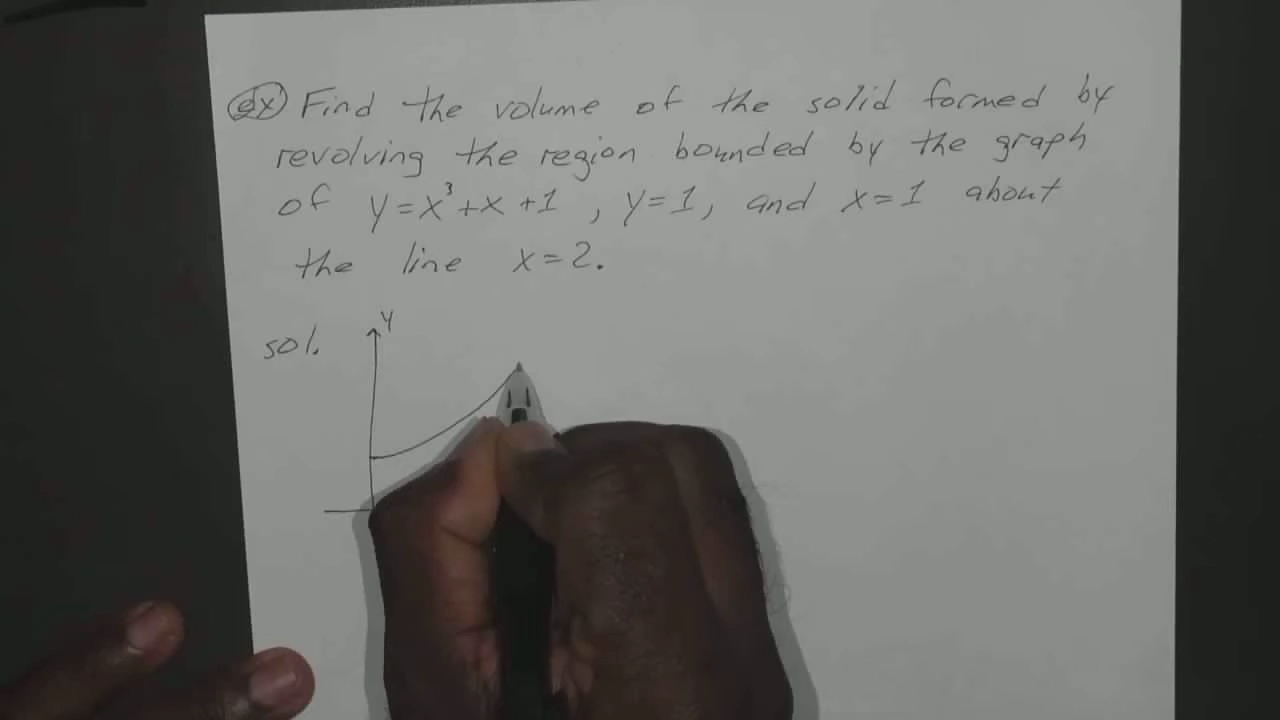 ex Find the volume of the solid formed by
revolving the region bounded by the graph
of y=x³+x+1, y=1, and x=1 about
the line x=2.
sol. y